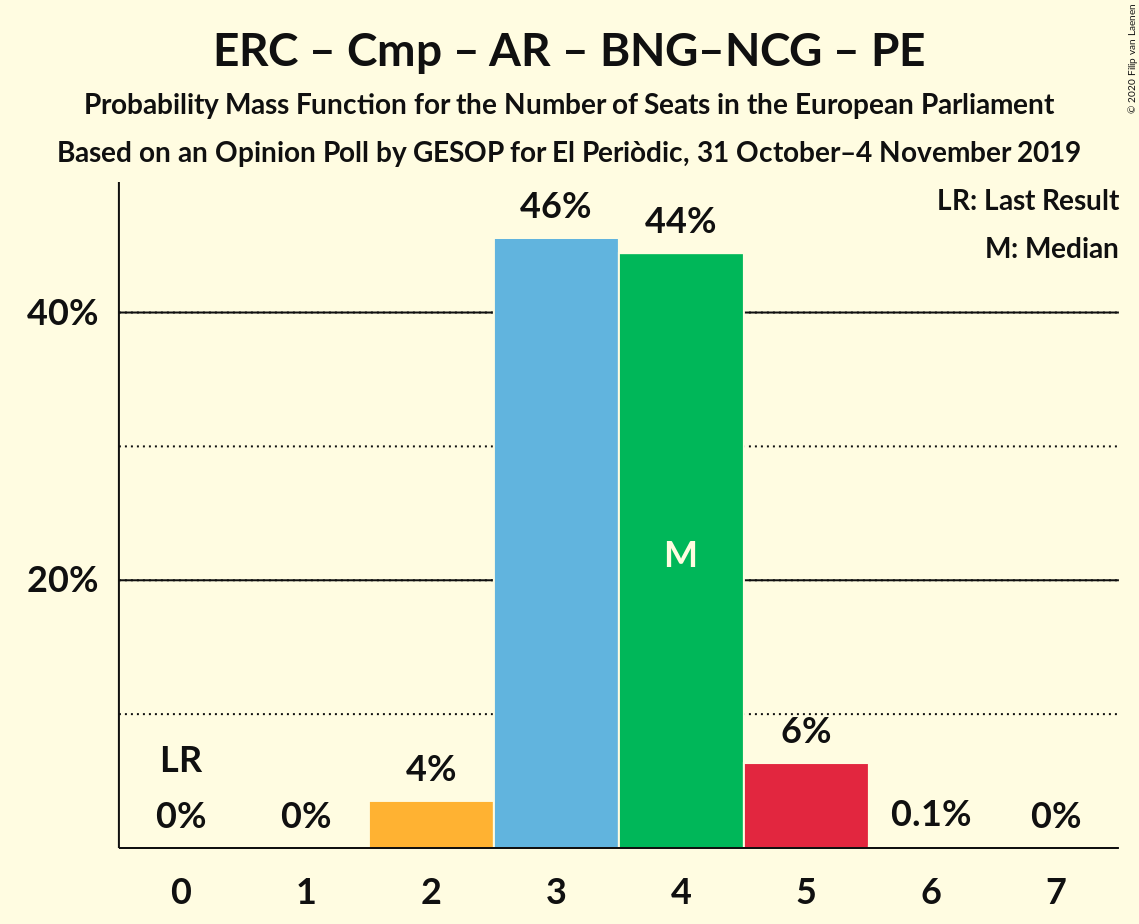 ERC – Cmp – AR – BNG–NCG – PE
Probability Mass Function for the Number of Seats in the European Parliament
Based on an Opinion Poll by GESOP for El Periòdic, 31 October–4 November 2019
© 2020 Filip van Laenen
LR: Last Result
M: Median
46%
44%
40%
M
20%
6%
LR
4%
0%
0%
0.1%
0%
0 1 2 3 4 5 6 7